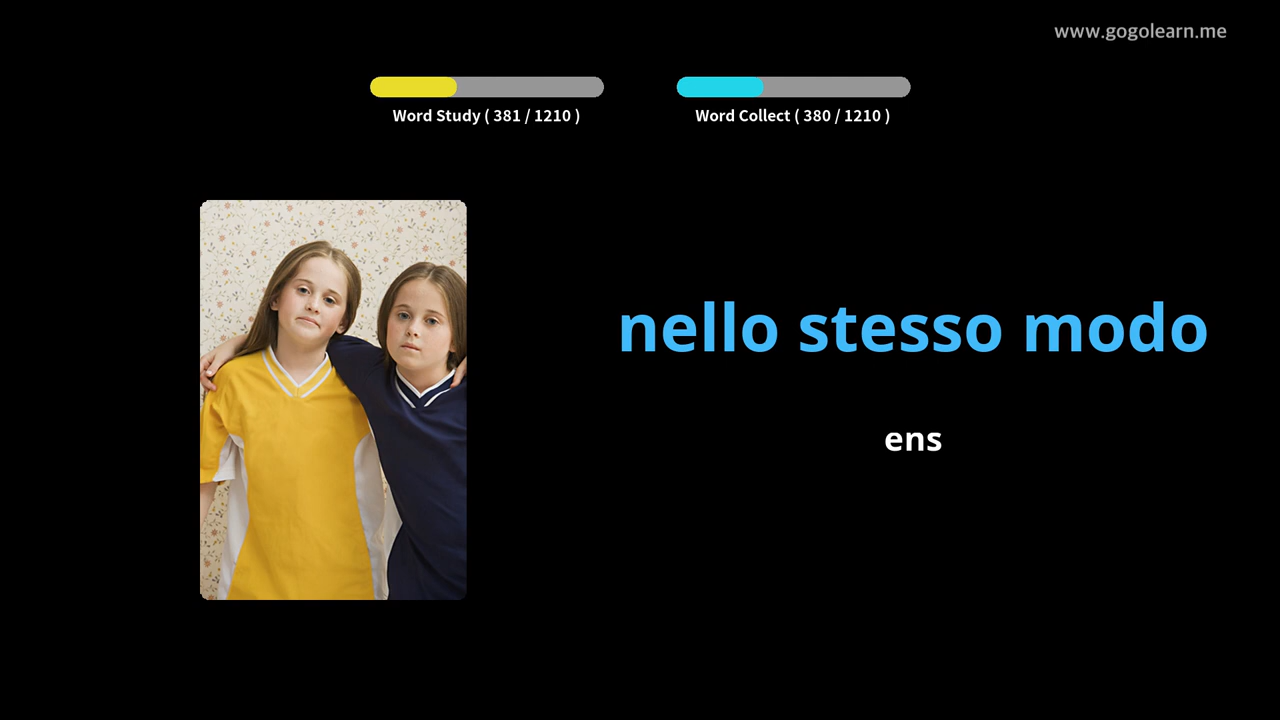 www.gogolearn.me
Word Study ( 381 / 1210 )
Word Collect ( 380 / 1210 )
nello stesso modo
ens